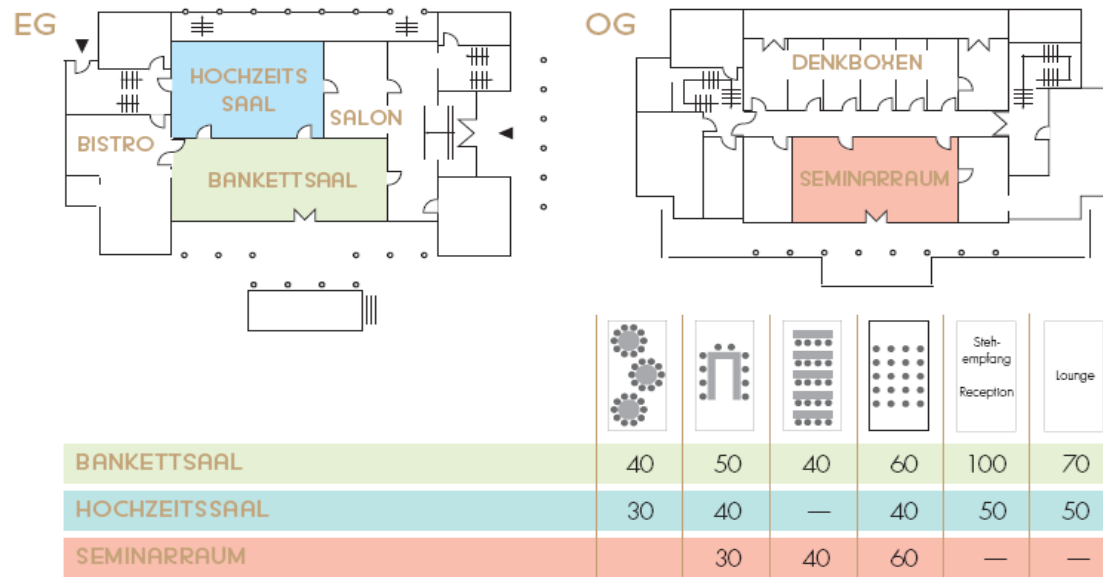 EG
HOCHZEITS
SAAL
SALON
BISTRO
BANKETTSAAL
OG
DENKBOXEN
SEMINARRAUM
Steh-
empfang
Reception
Lounge
BANKETTSAAL 40 50 40 60 100 70
HOCHZEITSSAAL 30 40 — 40 50 50
SEMINARRAUM 30 40 60 — —